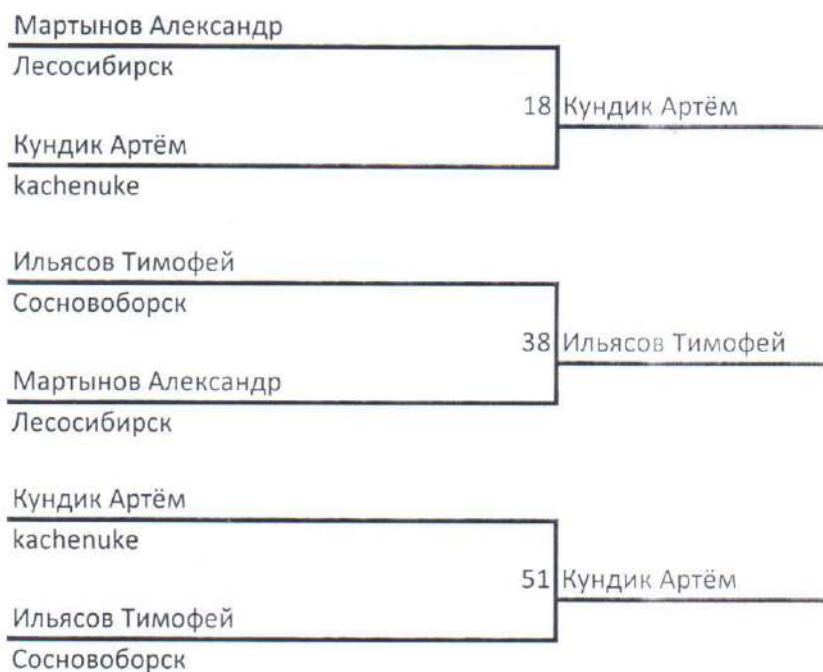 Мартынов Александр
Лесосибирск
18 Кундик Артём
Кундик Артём
kachenuke
Ильясов Тимофей
Сосновоборск
38 Ильясов Тимофей
Мартынов Александр
Лесосибирск
Кундик Артём
kachenuke
51 Кундик Артём
Ильясов Тимофей
Сосновоборск